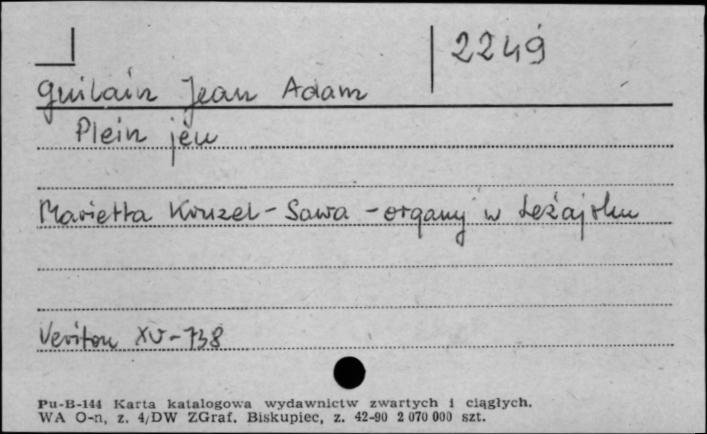 2249
Guilain Jean Adam
Plein jeu
Marietta Kruzel-Sawa - organy w Leżajsku
Veriton XV-738
Pu-B-144 Karta katalogowa wydawnictw zwartych i ciągłych.
WA O-n, z. 4/DW ZGraf. Biskupiec, z. 42-90 2 070 000 szt.